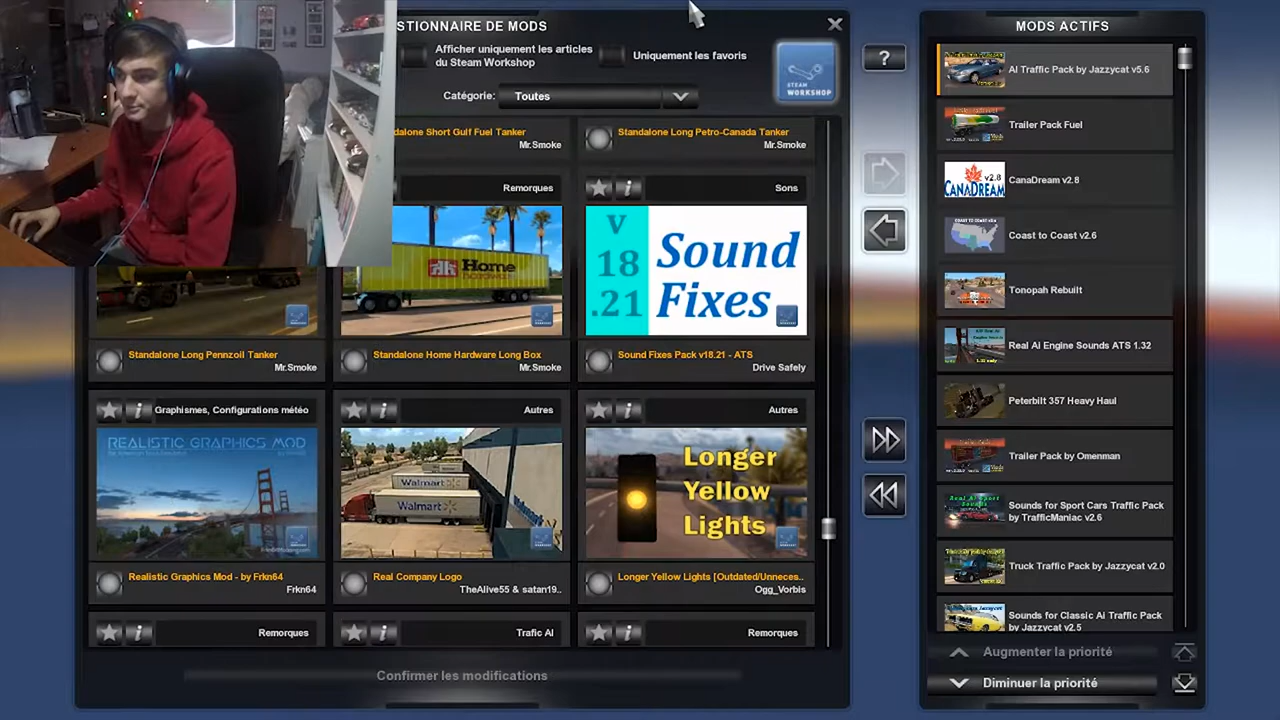 STIONNAIRE DE MODS
Afficher uniquement les articles
du Steam Workshop
Uniquement les favoris
STEAM
WORKSHOP
Catégorie:
Toutes
dalone Short Gulf Fuel Tanker
Mr.Smoke
Standalone Long Petro-Canada Tanker
Mr.Smoke
Remorques
Home
hardware
Sons
V
18
.21
Sound
Fixes
Standalone Long Pennzoil Tanker
Mr.Smoke
Standalone Home Hardware Long Box
Mr.Smoke
Sound Fixes Pack v18.21 - ATS
Drive Safely
Graphismes, Configurations météo
REALISTIC GRAPHICS MOD
Autres
Walmart
Walmart
Autres
Longer
Yellow
Lights
Realistic Graphics Mod - by Frkn64
Frkn64
Real Company Logo
TheAlive55 & satan19..
Longer Yellow Lights [Outdated/Unneces..
Ogg_Vorbis
Remorques
Trafic AI
Remorques
Confirmer les modifications
?
MODS ACTIFS
AI Traffic Pack by Jazzycat v5.6
Trailer Pack Fuel
CANADREAM
v2.8
CanaDream v2.8
Coast to Coast v2.6
Tonopah Rebuilt
Real Ai Engine Sounds ATS 1.32
Peterbilt 357 Heavy Haul
Trailer Pack by Omenman
Sounds for Sport Cars Traffic Pack
by TrafficManiac v2.6
Truck Traffic Pack by Jazzycat v2.0
Sounds for Classic Ai Traffic Pack
by Jazzycat v2.5
Augmenter la priorité
Diminuer la priorité